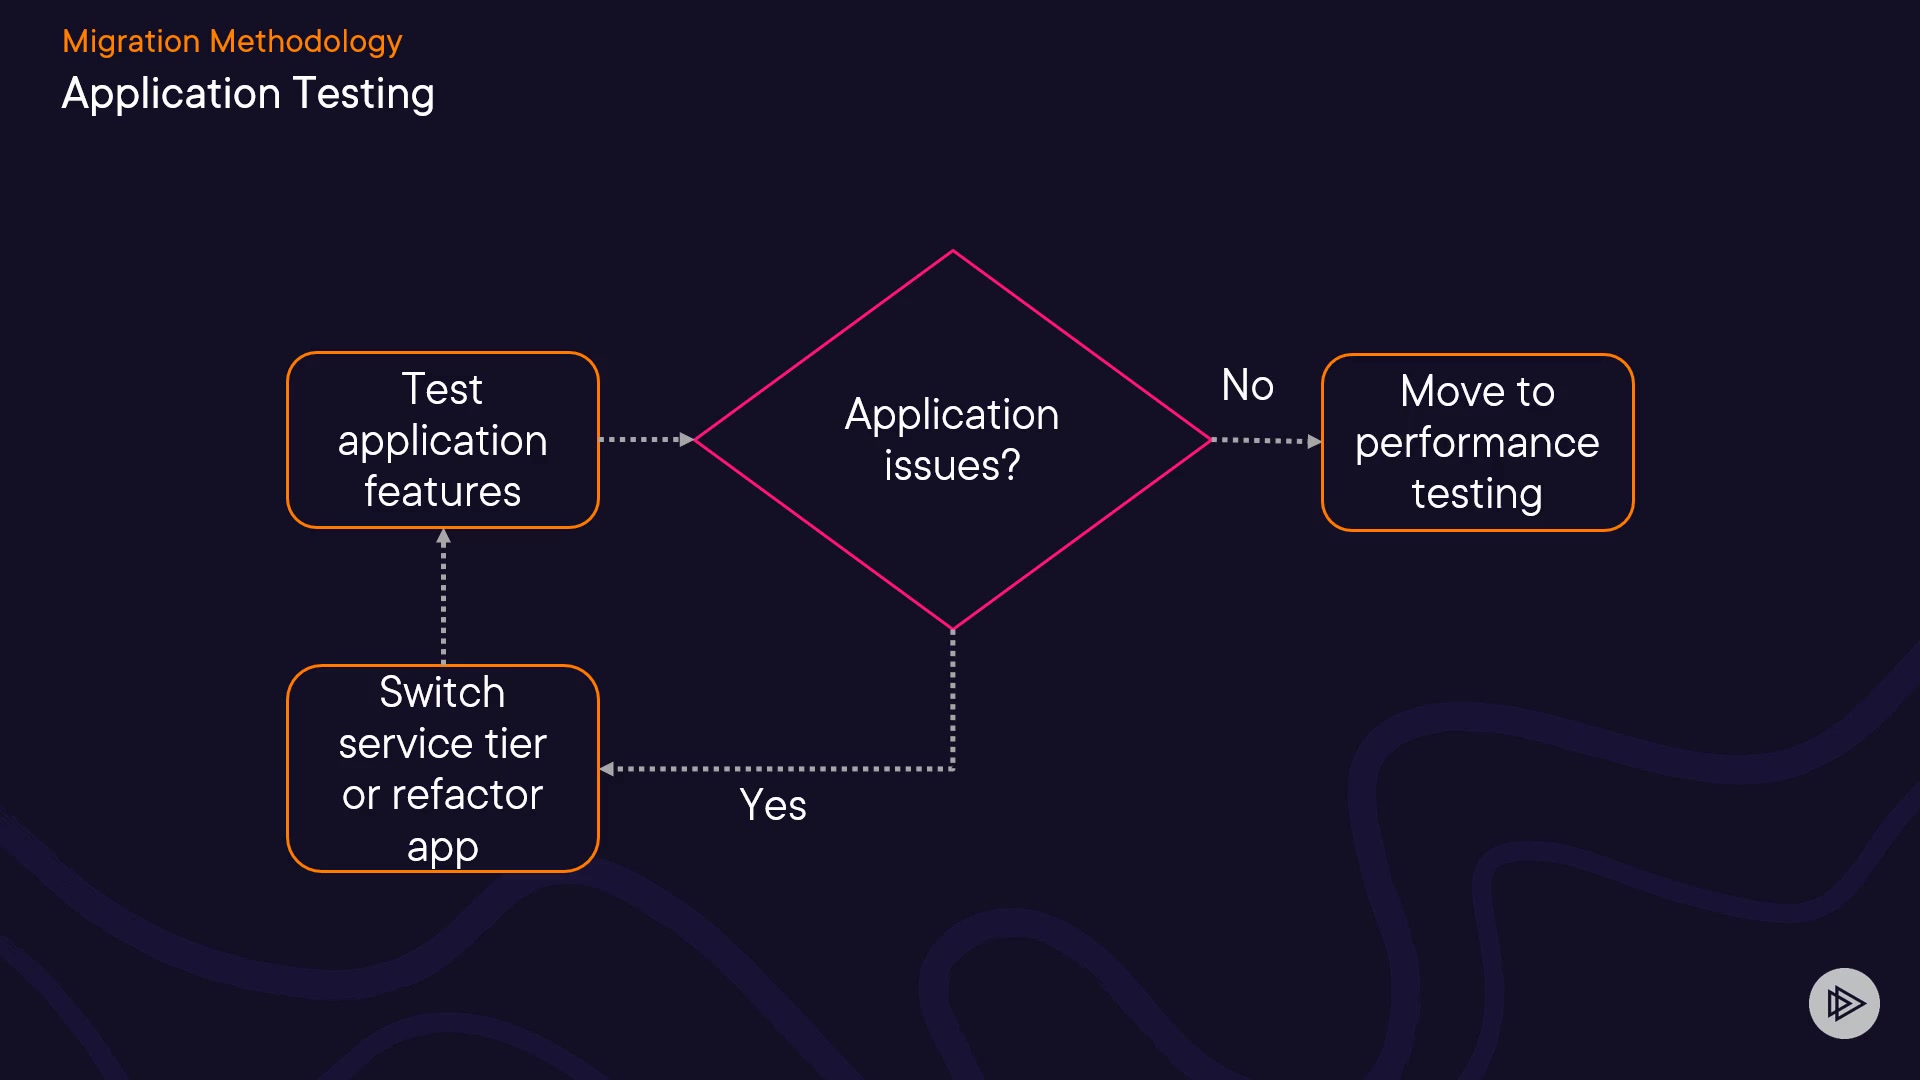 Migration Methodology
Application Testing
Test
application
features
Application
issues?
No
Move to
performance
testing
Switch
service tier
or refactor
app
Yes